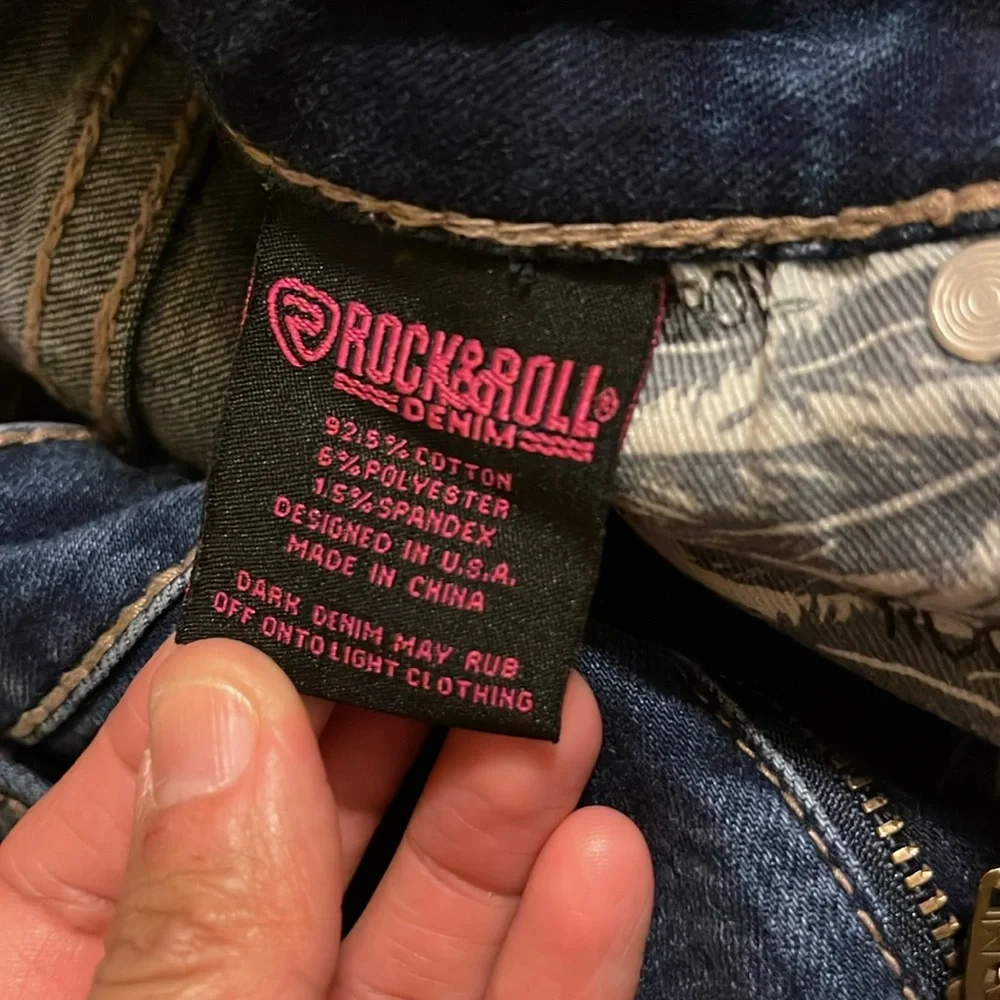 ROCK&ROLL®
DENIM
92.5% COTTON
6% POLYESTER
1.5% SPANDEX
DESIGNED IN U.S.A.
MADE IN CHINA
DARK DENIM MAY RUB
OFF ONTO LIGHT CLOTHING